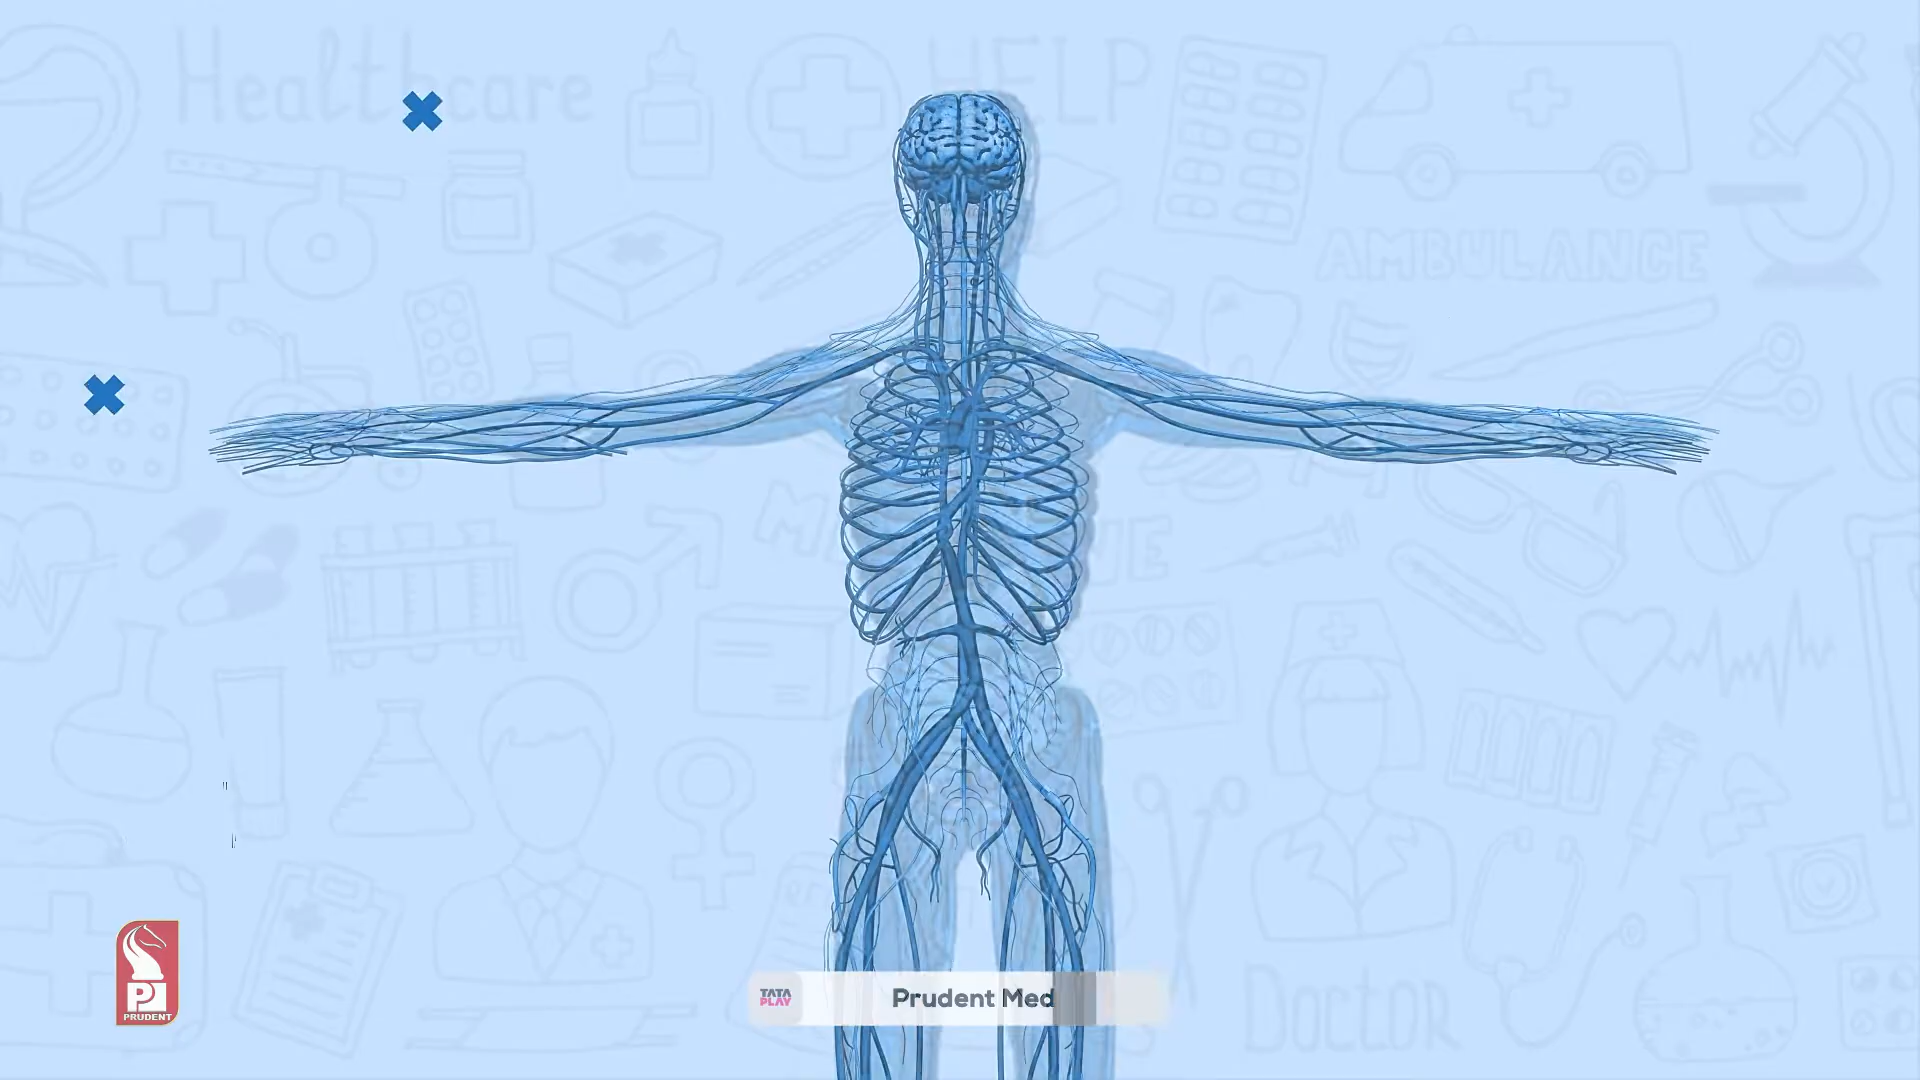 Healthcare
HELP
AMBULANCE
DOCTOR
TATA
PLAY
Prudent Med
P
PRUDENT